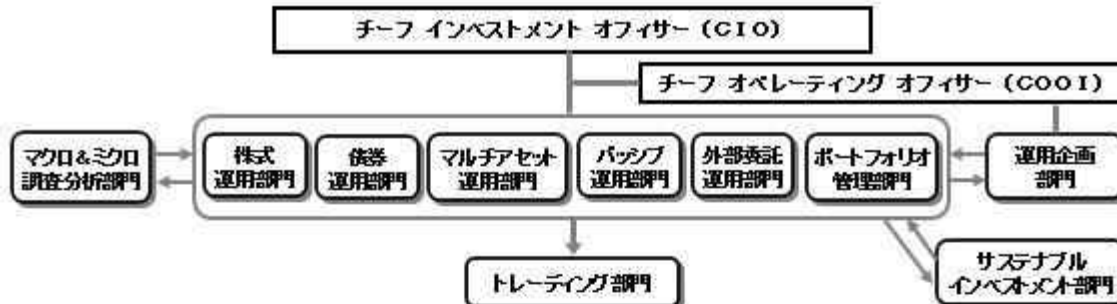 チーフ インベストメント オフィサー（CIO）
チーフ オペレーティング オフィサー（COOI）
マクロ＆ミクロ
調査分析部門
株式
運用部門
債券
運用部門
マルチアセット
運用部門
パッシブ
運用部門
外部委託
運用部門
ポートフォリオ
管理部門
運用企画
部門
トレーディング部門
サステナブル
インベストメント部門